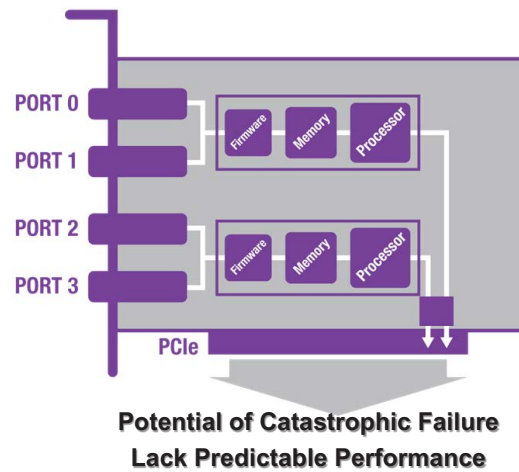 PORT 0
PORT 1
Firmware
Memory
Processor
PORT 2
PORT 3
Firmware
Memory
Processor
PCIe
Potential of Catastrophic Failure
Lack Predictable Performance